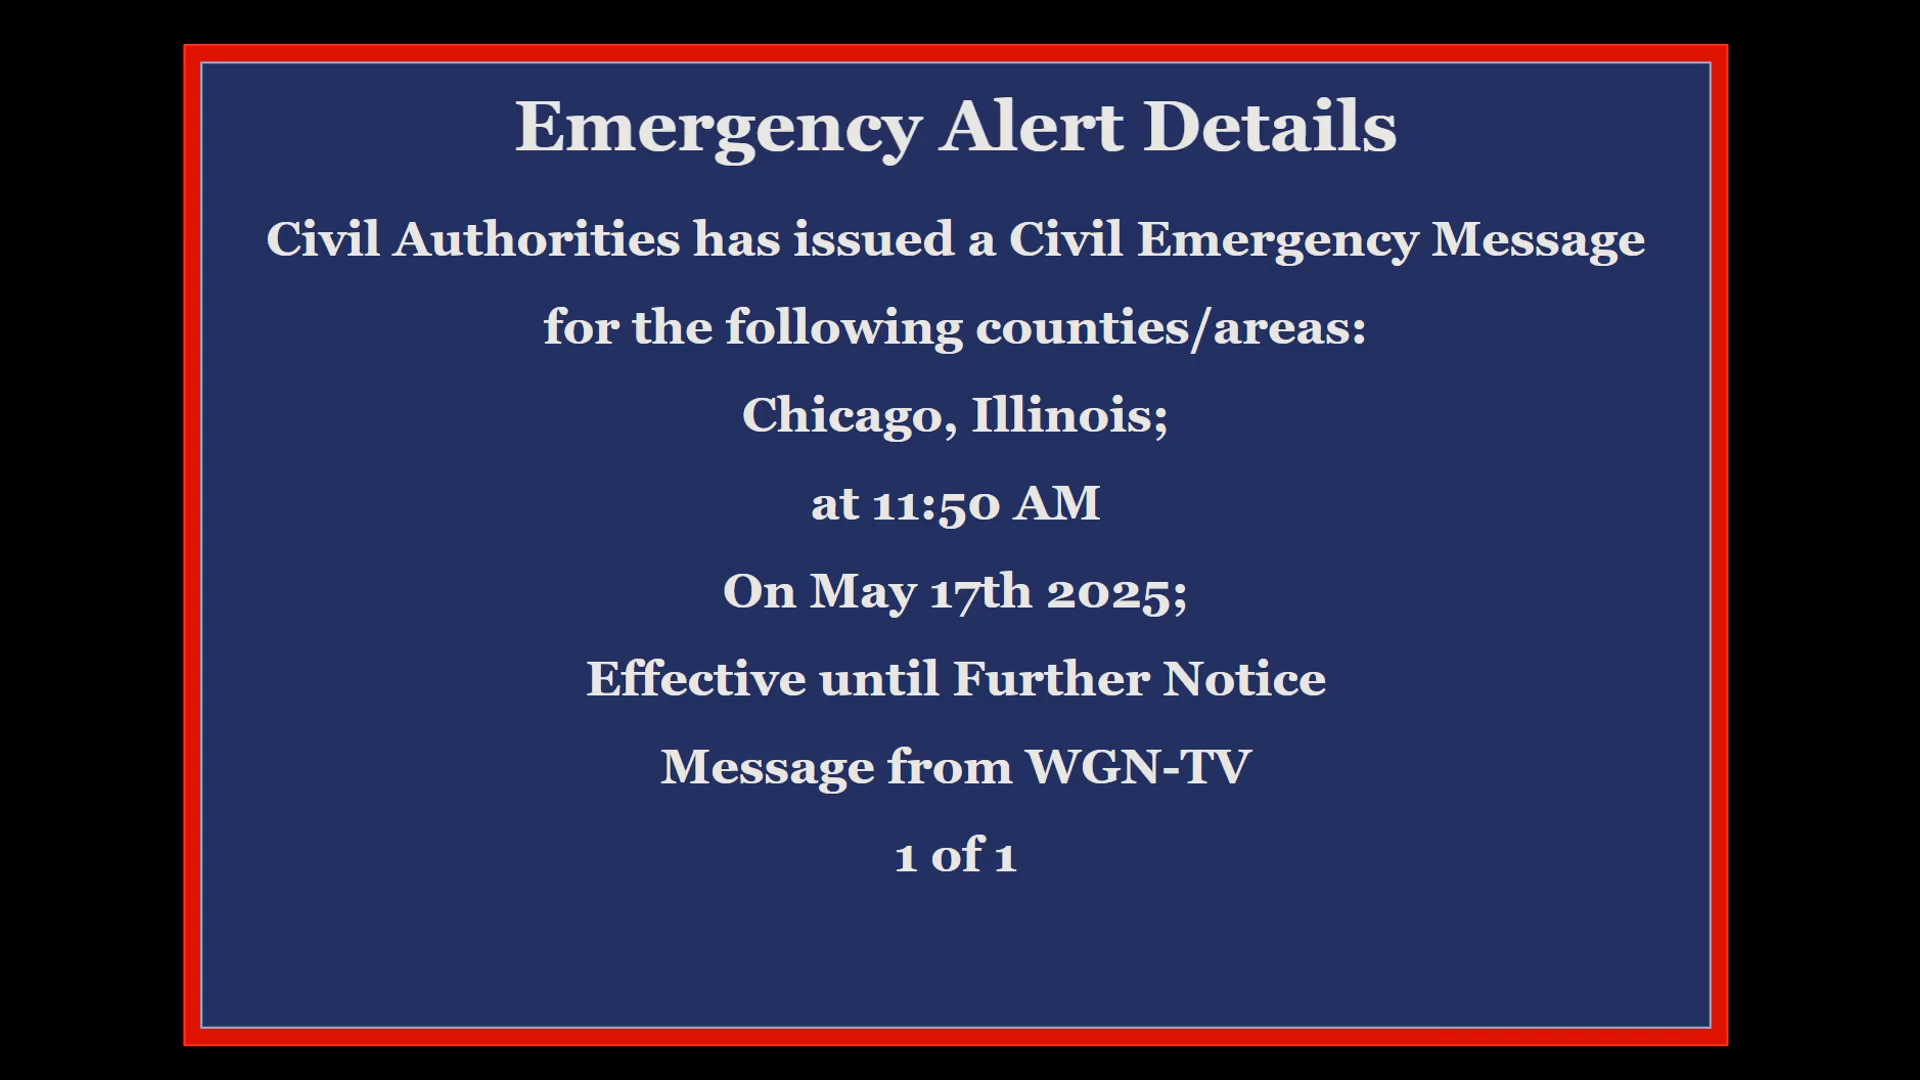 Emergency Alert Details
Civil Authorities has issued a Civil Emergency Message
for the following counties/areas:
Chicago, Illinois;
at 11:50 AM
On May 17th 2025;
Effective until Further Notice
Message from WGN-TV
1 of 1